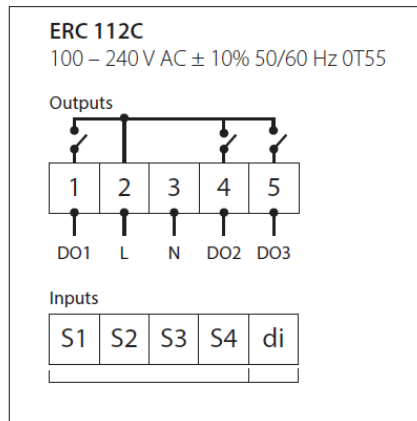 ERC 112C
100 – 240 V AC ± 10% 50/60 Hz 0T55
Outputs
1 2 3 4 5
DO1 L N DO2 DO3
Inputs
S1 S2 S3 S4 di